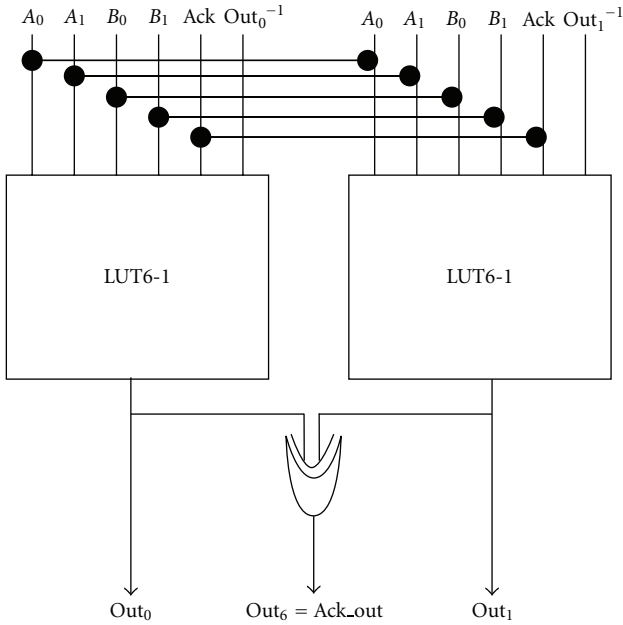 A₀ A₁ B₀ B₁ Ack Out₀⁻¹ A₀ A₁ B₀ B₁ Ack Out₁⁻¹
LUT6-1 LUT6-1
Out₀ Out₆ = Ack_out Out₁